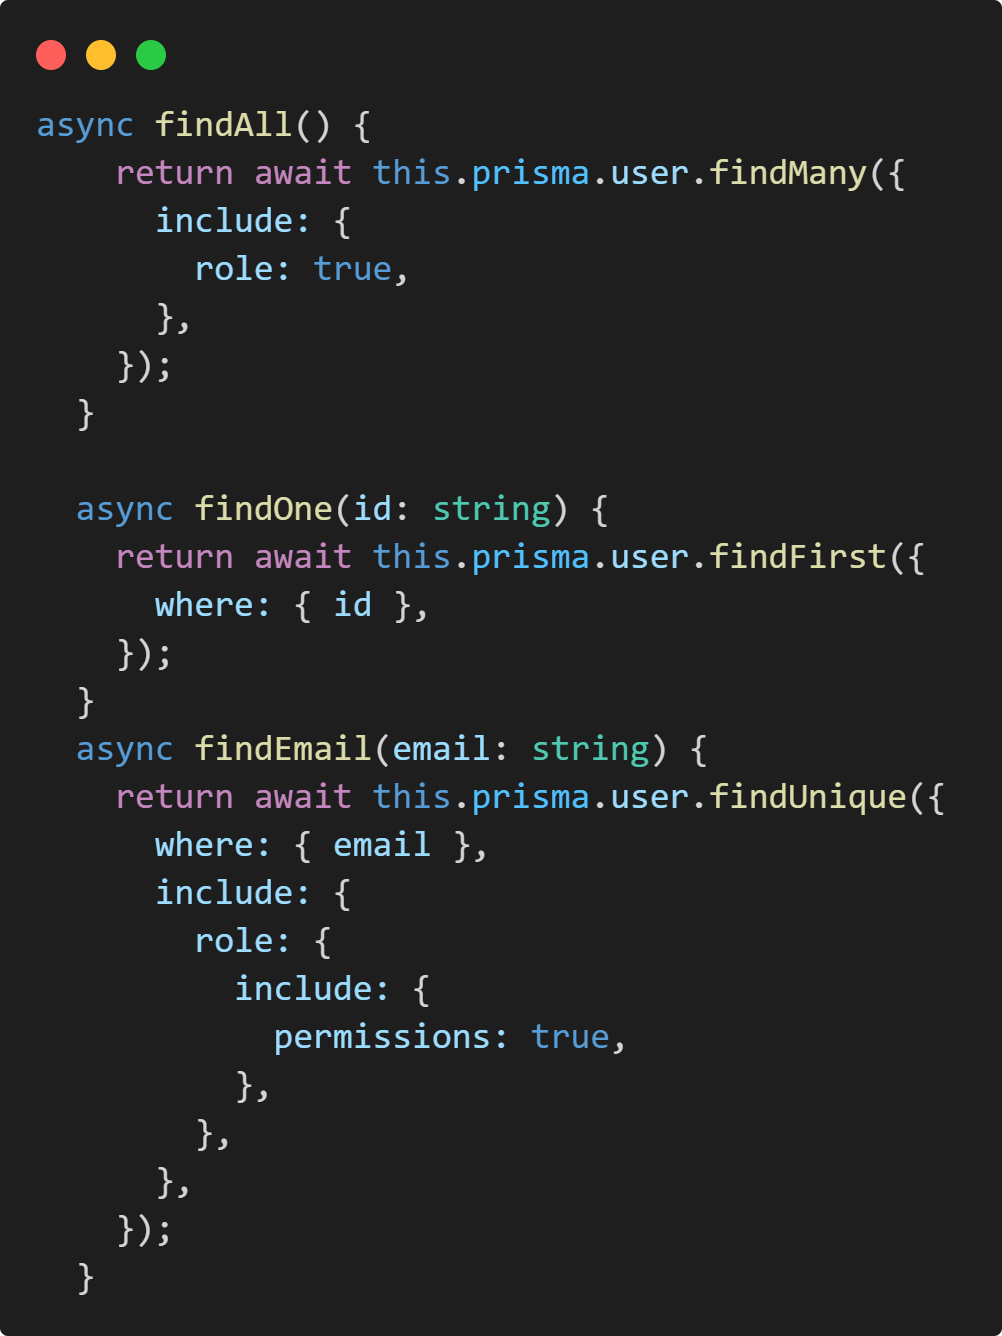 async findAll() {
    return await this.prisma.user.findMany({
      include: {
        role: true,
      },
    });
  }

  async findOne(id: string) {
    return await this.prisma.user.findFirst({
      where: { id },
    });
  }
  async findEmail(email: string) {
    return await this.prisma.user.findUnique({
      where: { email },
      include: {
        role: {
          include: {
            permissions: true,
          },
        },
      },
    });
  }